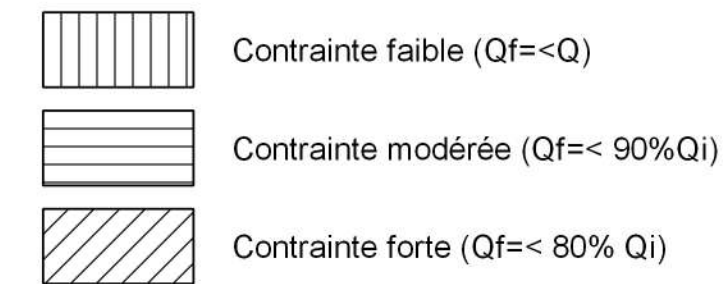 Contrainte faible (Qf=<Q)
Contrainte modérée (Qf=< 90%Qi)
Contrainte forte (Qf=< 80% Qi)